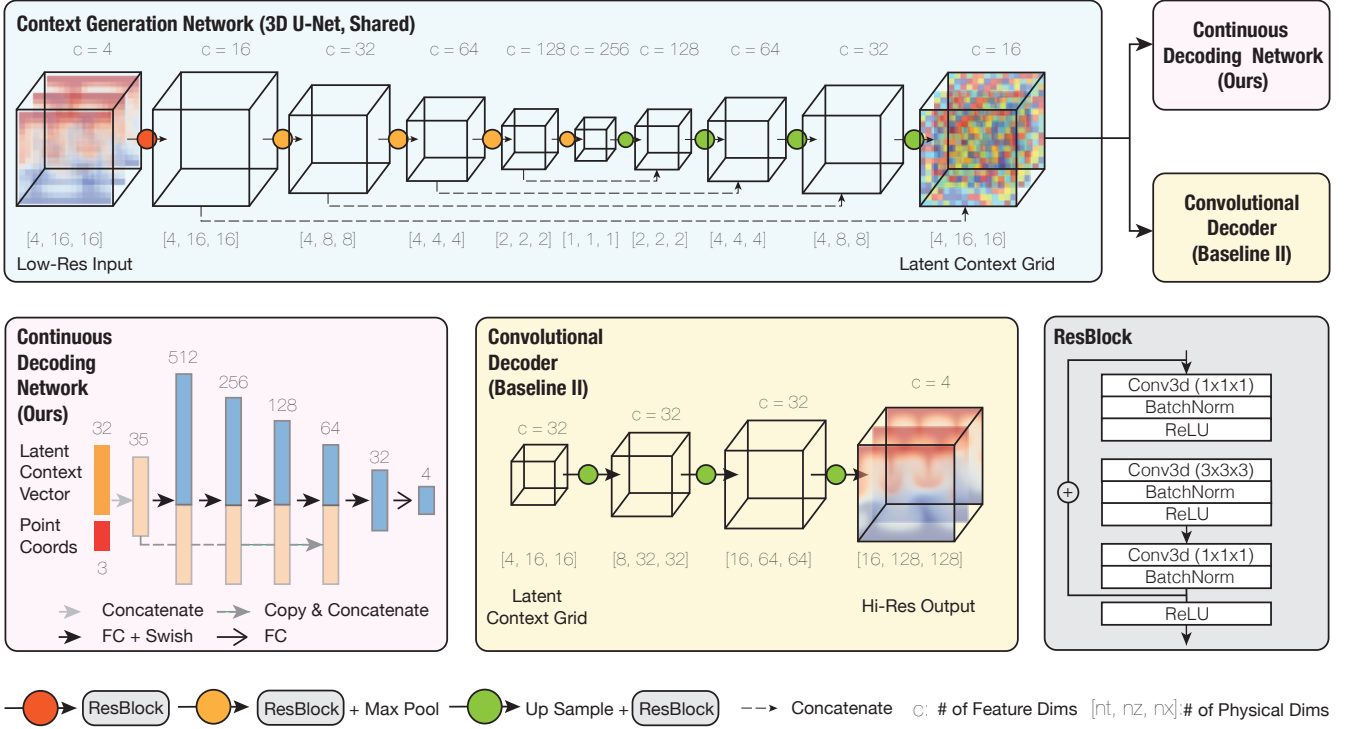 Context Generation Network (3D U-Net, Shared)
c = 4
c = 16
c = 32
c = 64
c = 128
c = 256
c = 128
c = 64
c = 32
c = 16
[4, 16, 16]
[4, 16, 16]
[4, 8, 8]
[4, 4, 4]
[2, 2, 2]
[1, 1, 1]
[2, 2, 2]
[4, 4, 4]
[4, 8, 8]
[4, 16, 16]
Low-Res Input
Latent Context Grid
Continuous
Decoding Network
(Ours)
Convolutional
Decoder
(Baseline II)
Continuous
Decoding
Network
(Ours)
512
256
128
64
32
35
32
4
Latent
Context
Vector
Point
Coords
3
Concatenate
Copy & Concatenate
FC + Swish
FC
Convolutional
Decoder
(Baseline II)
c = 32
c = 32
c = 32
c = 4
[4, 16, 16]
[8, 32, 32]
[16, 64, 64]
[16, 128, 128]
Latent
Context Grid
Hi-Res Output
ResBlock
Conv3d (1x1x1)
BatchNorm
ReLU
Conv3d (3x3x3)
BatchNorm
ReLU
+
Conv3d (1x1x1)
BatchNorm
ReLU
ResBlock
ResBlock + Max Pool
Up Sample + ResBlock
Concatenate
c: # of Feature Dims
[nt, nz, nx]:# of Physical Dims